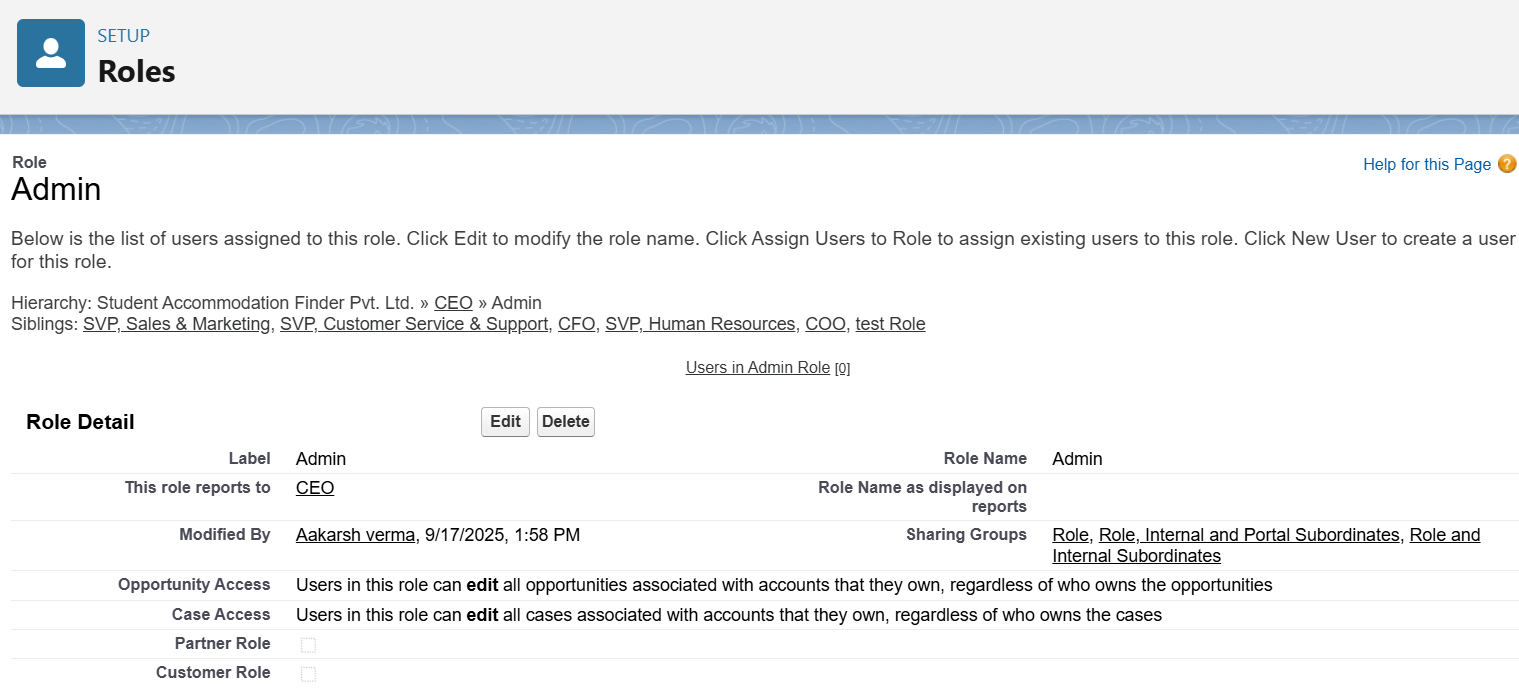 SETUP
Roles
Role
Help for this Page ?
Admin
Below is the list of users assigned to this role. Click Edit to modify the role name. Click Assign Users to Role to assign existing users to this role. Click New User to create a user
for this role.
Hierarchy: Student Accommodation Finder Pvt. Ltd. » CEO » Admin
Siblings: SVP, Sales & Marketing, SVP, Customer Service & Support, CFO, SVP, Human Resources, COO, test Role
Users in Admin Role [0]
Role Detail Edit Delete
Label Admin Role Name Admin
This role reports to CEO Role Name as displayed on
reports
Modified By Aakarsh verma, 9/17/2025, 1:58 PM Sharing Groups Role, Role, Internal and Portal Subordinates, Role and
Internal Subordinates
Opportunity Access Users in this role can edit all opportunities associated with accounts that they own, regardless of who owns the opportunities
Case Access Users in this role can edit all cases associated with accounts that they own, regardless of who owns the cases
Partner Role
Customer Role